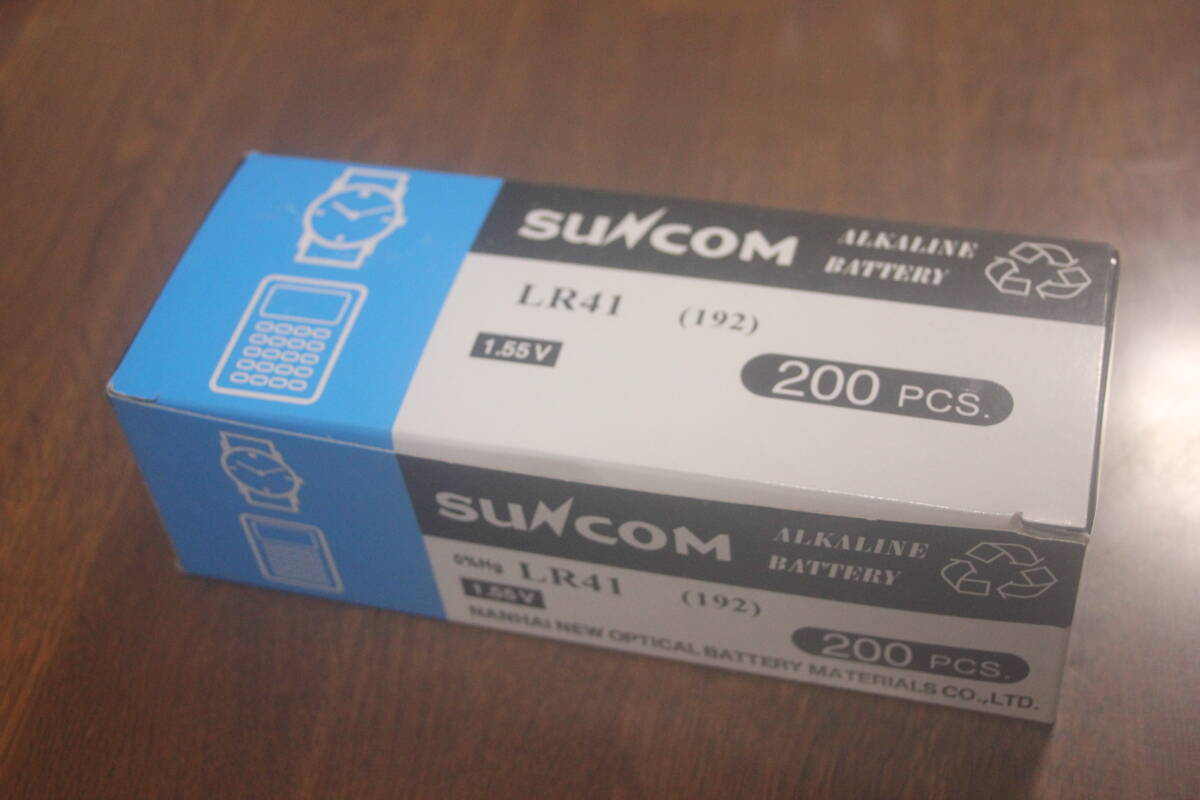 SUNCOM
ALKALINE
BATTERY
LR41 (192)
1.55V
200 PCS.
SUNCOM
ALKALINE
BATTERY
0%Hg LR41 (192)
1.55V
200 PCS.
NANHAI NEW OPTICAL BATTERY MATERIALS CO.,LTD.